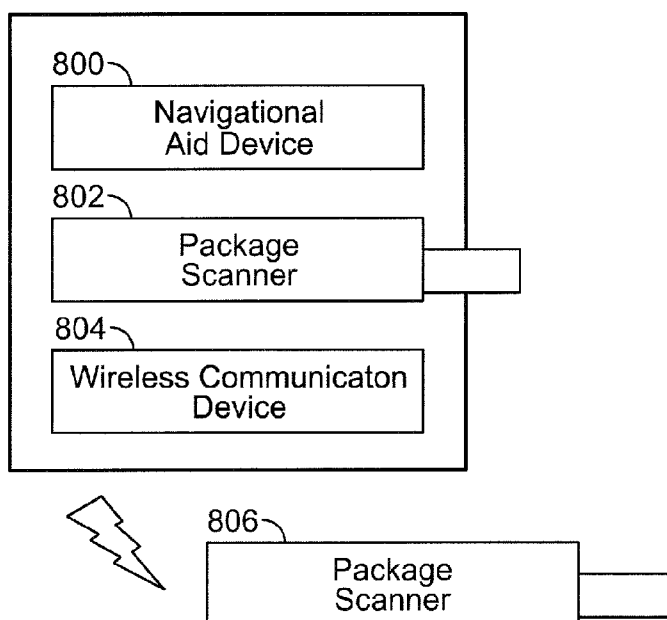 800
Navigational
Aid Device
802
Package
Scanner
804
Wireless Communicaton
Device
806
Package
Scanner